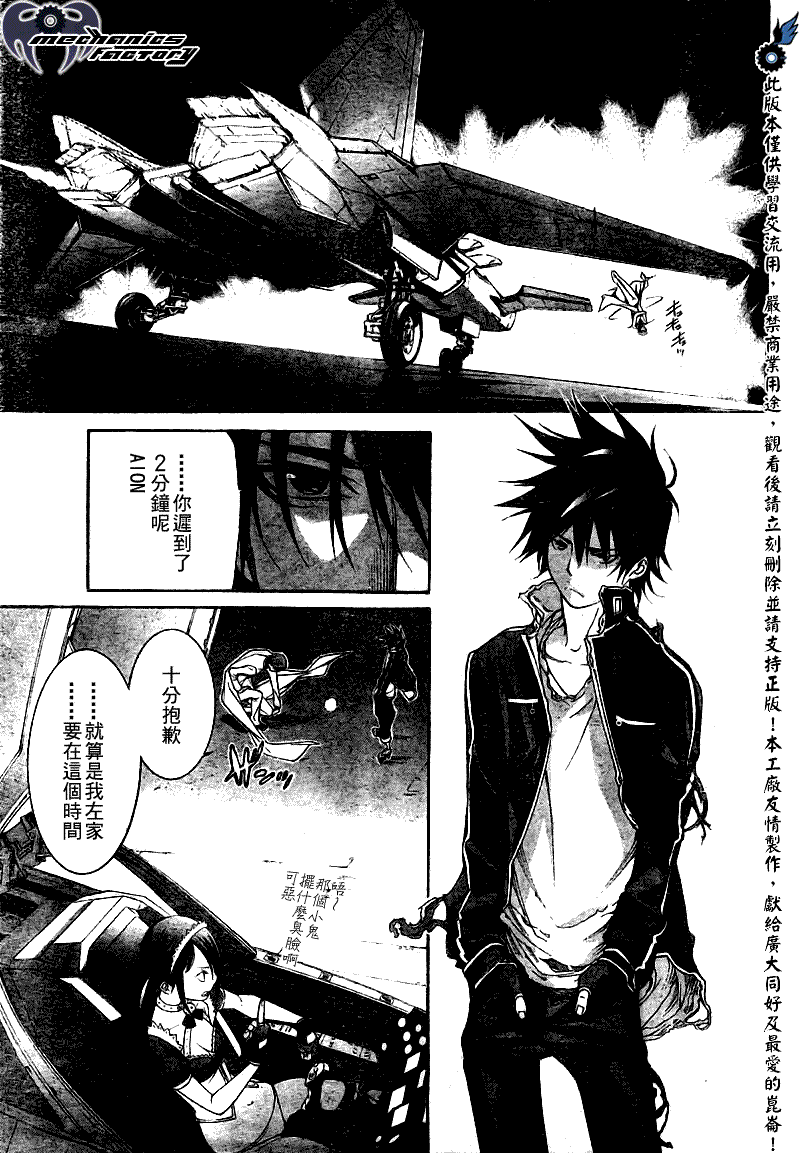 mechanics
FACTORY
此版本僅供學習交流用，嚴禁商業用途，觀看後請立刻刪除並請支持正版！本工廠友情製作，獻給廣大同好及最愛的崑崙！
……你遲到了
2分鐘呢
AION
十分抱歉
……就算是我左家
……要在這個時間
唔～
那個小鬼
擺什麼臭臉啊
可惡